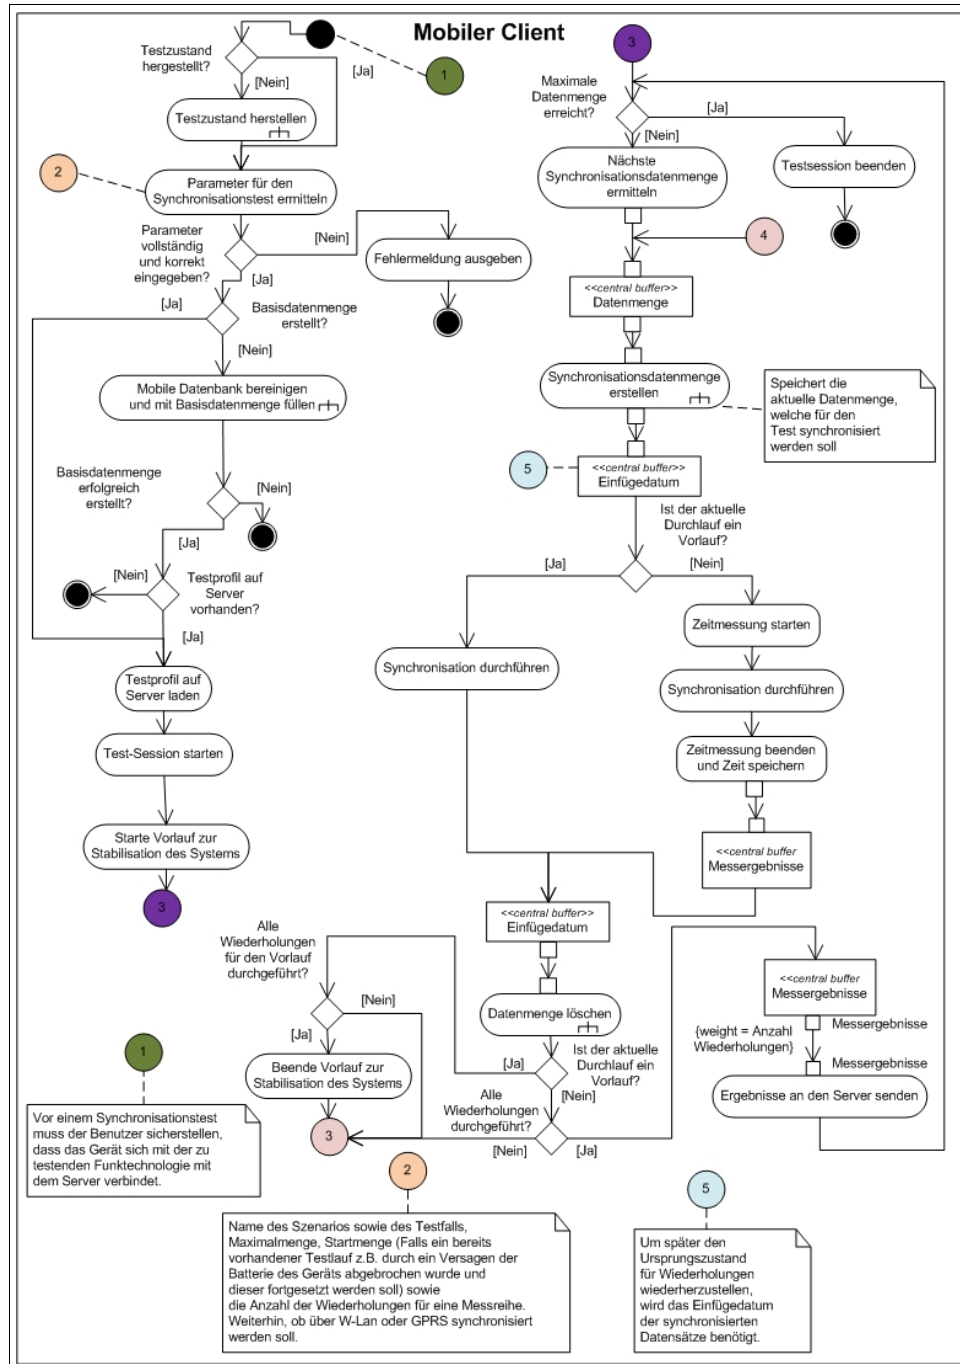 Mobiler Client
Testzustand
hergestellt?
[Ja]
1
[Nein]
Testzustand herstellen
2
Parameter für den
Synchronisationstest ermitteln
Parameter
vollständig
und korrekt
eingegeben?
[Nein]
Fehlermeldung ausgeben
[Ja]
[Ja]
Basisdatenmenge
erstellt?
[Nein]
Mobile Datenbank bereinigen
und mit Basisdatenmenge füllen
Basisdatenmenge
erfolgreich
erstellt?
[Nein]
[Ja]
[Nein]
Testprofil auf
Server
vorhanden?
[Ja]
Testprofil auf
Server laden
Test-Session starten
Starte Vorlauf zur
Stabilisation des Systems
3
3
Maximale
Datenmenge
erreicht?
[Ja]
[Nein]
Testsession beenden
Nächste
Synchronisationsdatenmenge
ermitteln
4
<<central buffer>>
Datenmenge
Synchronisationsdatenmenge
erstellen
Speichert die
aktuelle Datenmenge,
welche für den
Test synchronisiert
werden soll
5
<<central buffer>>
Einfügedatum
Ist der aktuelle
Durchlauf ein
Vorlauf?
[Ja]
[Nein]
Synchronisation durchführen
Zeitmessung starten
Synchronisation durchführen
Zeitmessung beenden
und Zeit speichern
<<central buffer
Messergebnisse
<<central buffer>>
Einfügedatum
Datenmenge löschen
Ist der aktuelle
Durchlauf ein
Vorlauf?
[Ja]
[Nein]
Alle
Wiederholungen
für den Vorlauf
durchgeführt?
[Nein]
[Ja]
Beende Vorlauf zur
Stabilisation des Systems
3
Alle
Wiederholungen
durchgeführt?
[Nein]
[Ja]
<<central buffer
Messergebnisse
Messergebnisse
{weight = Anzahl
Wiederholungen}
Messergebnisse
Ergebnisse an den Server senden
1
Vor einem Synchronisationstest
muss der Benutzer sicherstellen,
dass das Gerät sich mit der zu
testenden Funktechnologie mit
dem Server verbindet.
2
Name des Szenarios sowie des Testfalls,
Maximalmenge, Startmenge (Falls ein bereits
vorhandener Testlauf z.B. durch ein Versagen der
Batterie des Geräts abgebrochen wurde und
dieser fortgesetzt werden soll) sowie
die Anzahl der Wiederholungen für eine Messreihe.
Weiterhin, ob über W-Lan oder GPRS synchronisiert
werden soll.
5
Um später den
Ursprungszustand
für Wiederholungen
wiederherzustellen,
wird das Einfügedatum
der synchronisierten
Datensätze benötigt.